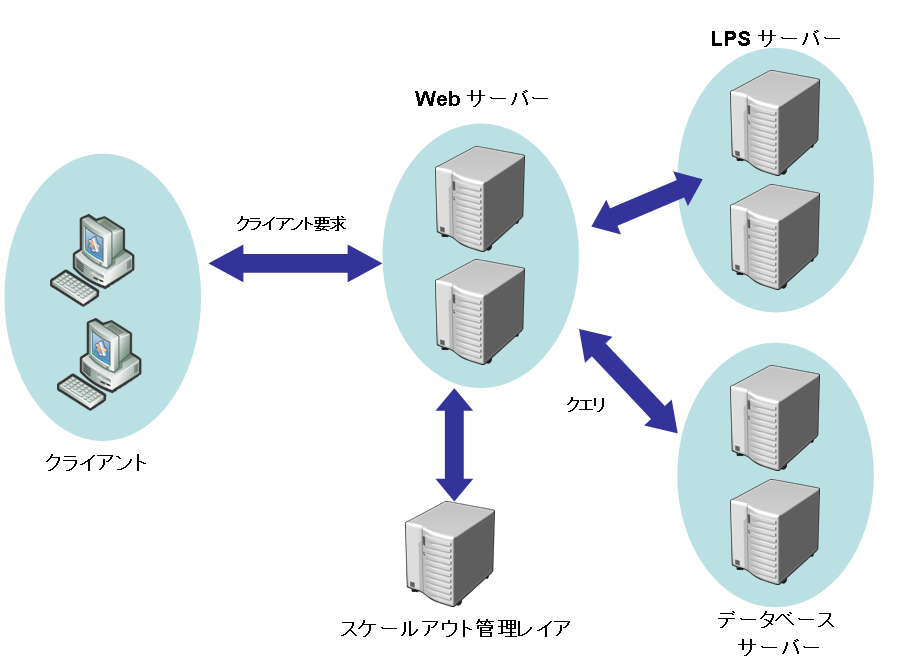 LPS サーバー
Web サーバー
クライアント要求
クエリ
クライアント
スケールアウト管理レイア
データベース
サーバー